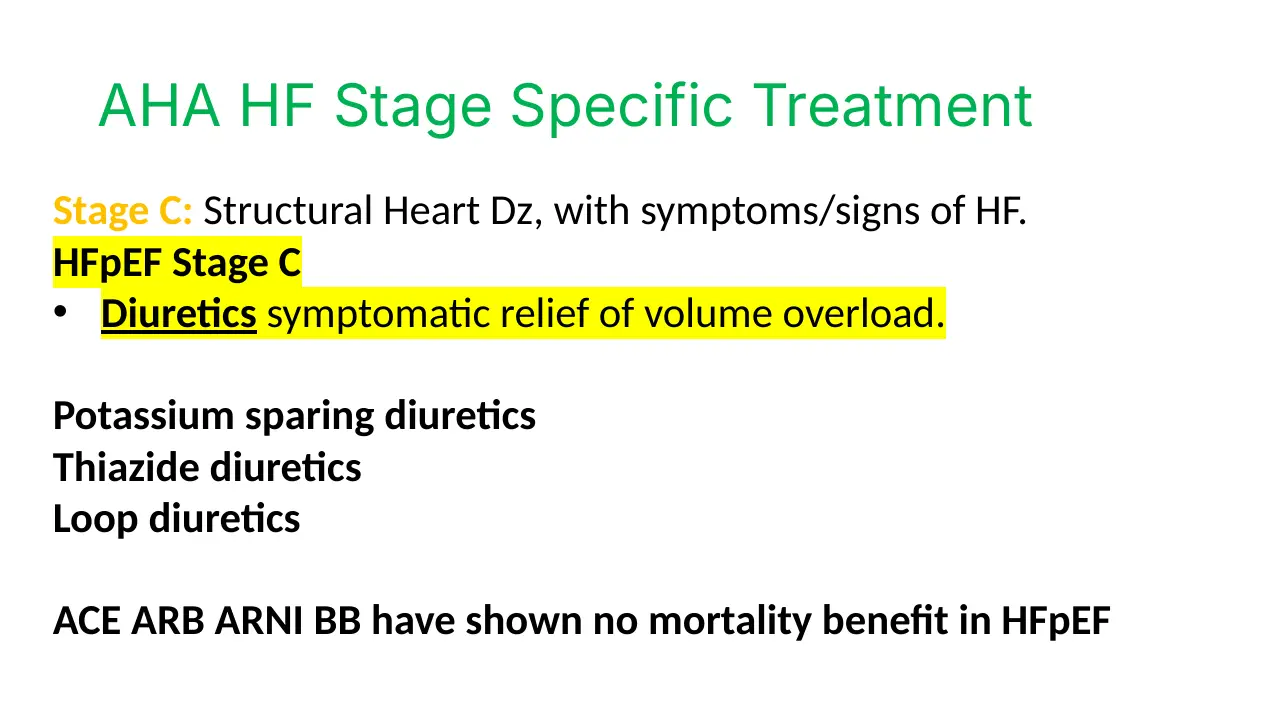 AHA HF Stage Specific Treatment
Stage C: Structural Heart Dz, with symptoms/signs of HF.
HFpEF Stage C
• Diuretics symptomatic relief of volume overload.
Potassium sparing diuretics
Thiazide diuretics
Loop diuretics
ACE ARB ARNI BB have shown no mortality benefit in HFpEF